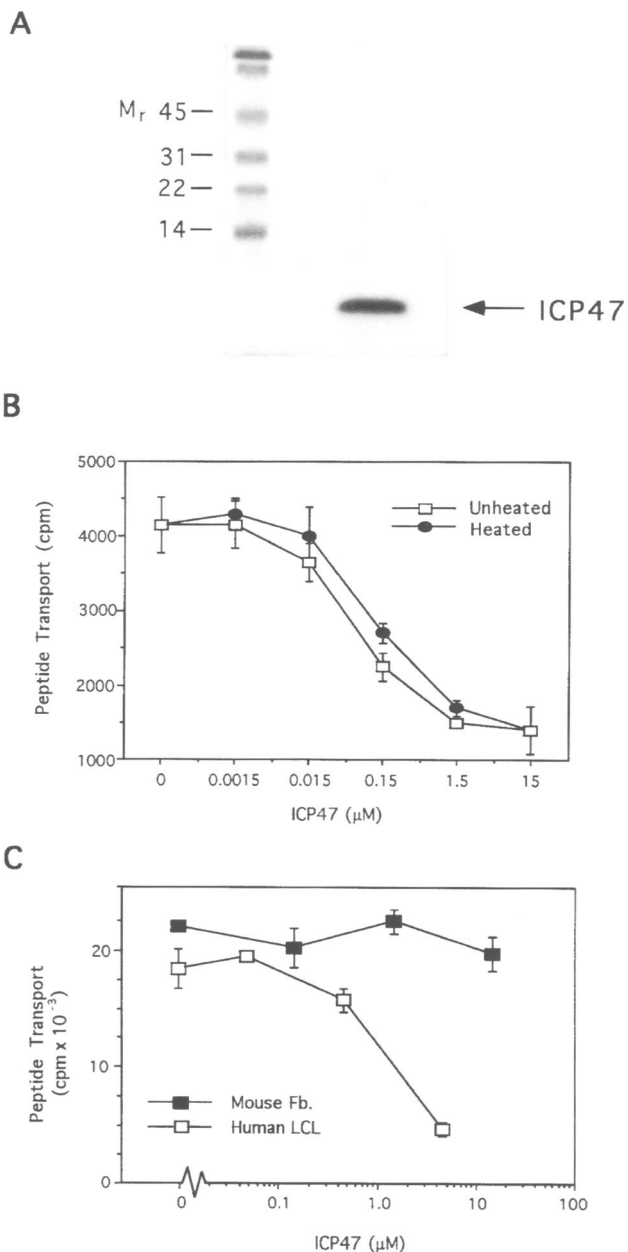 A
Mr 45
31
22
14
ICP47
B
5000
4000
3000
2000
1000
Peptide Transport (cpm)
Unheated
Heated
0 0.0015 0.015 0.15 1.5 15
ICP47 (μM)
C
20
10
0
Peptide Transport
(cpm x 10-3)
Mouse Fb.
Human LCL
0 0.1 1.0 10 100
ICP47 (μM)